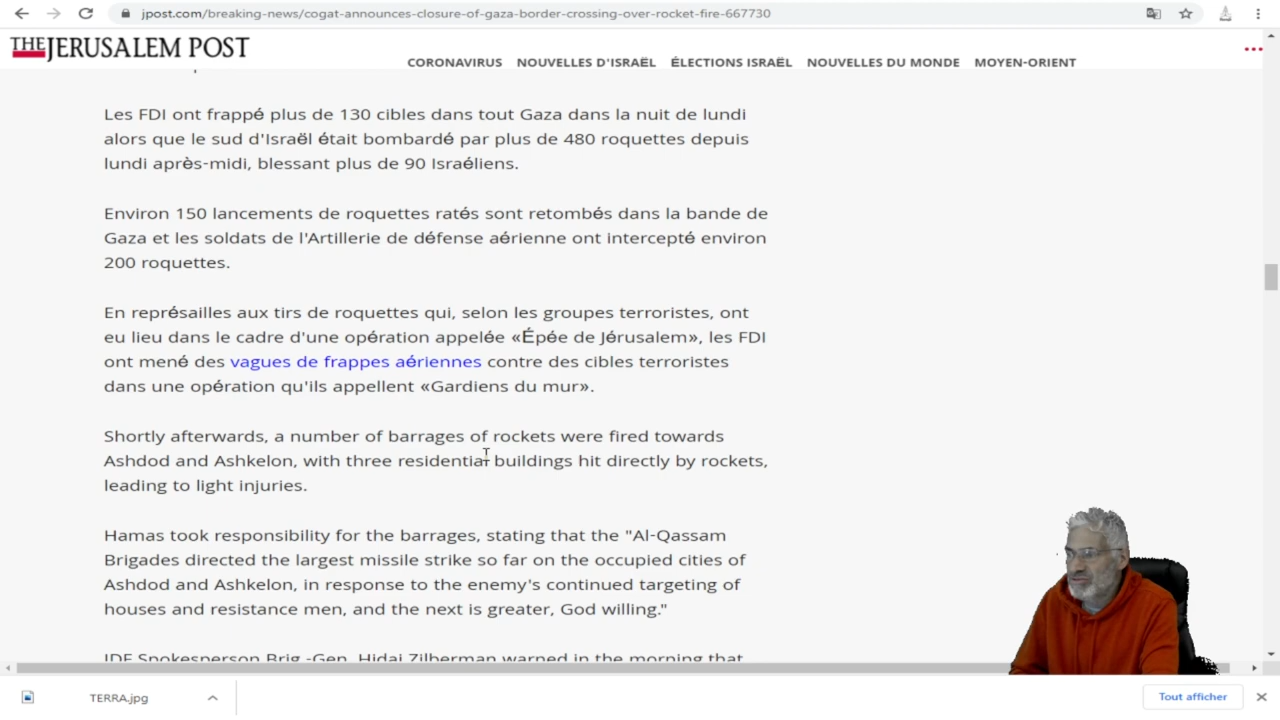 jpost.com/breaking-news/cogat-announces-closure-of-gaza-border-crossing-over-rocket-fire-667730
THE JERUSALEM POST
CORONAVIRUS NOUVELLES D'ISRAËL ÉLECTIONS ISRAËL NOUVELLES DU MONDE MOYEN-ORIENT
Les FDI ont frappé plus de 130 cibles dans tout Gaza dans la nuit de lundi
alors que le sud d'Israël était bombardé par plus de 480 roquettes depuis
lundi après-midi, blessant plus de 90 Israéliens.
Environ 150 lancements de roquettes ratés sont retombés dans la bande de
Gaza et les soldats de l'Artillerie de défense aérienne ont intercepté environ
200 roquettes.
En représailles aux tirs de roquettes qui, selon les groupes terroristes, ont
eu lieu dans le cadre d'une opération appelée «Épée de Jérusalem», les FDI
ont mené des vagues de frappes aériennes contre des cibles terroristes
dans une opération qu'ils appellent «Gardiens du mur».
Shortly afterwards, a number of barrages of rockets were fired towards
Ashdod and Ashkelon, with three residential buildings hit directly by rockets,
leading to light injuries.
Hamas took responsibility for the barrages, stating that the "Al-Qassam
Brigades directed the largest missile strike so far on the occupied cities of
Ashdod and Ashkelon, in response to the enemy's continued targeting of
houses and resistance men, and the next is greater, God willing."
IDF Spokesperson Brig.-Gen. Hidai Zilberman warned in the morning that
TERRA.jpg
Tout afficher